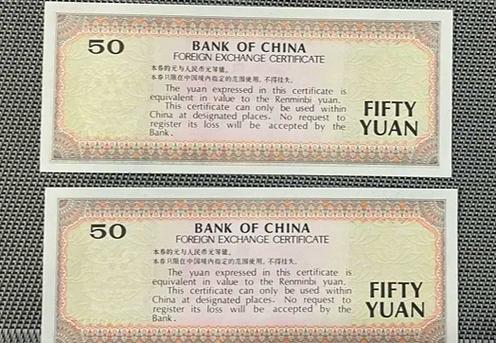 50
BANK OF CHINA
FOREIGN EXCHANGE CERTIFICATE
本券的元与人民币元等值。
本券只限在中国境内指定的范围使用，不得挂失。
The yuan expressed in this certificate is
equivalent in value to the Renminbi yuan.
This certificate can only be used within
China at designated places. No request to
register its loss will be accepted by the
Bank.
FIFTY
YUAN
50
BANK OF CHINA
FOREIGN EXCHANGE CERTIFICATE
本券的元与人民币元等值。
本券只限在中国境内指定的范围使用，不得挂失。
The yuan expressed in this certificate is
equivalent in value to the Renminbi yuan.
This certificate can only be used within
China at designated places. No request to
register its loss will be accepted by the
Bank.
FIFTY
YUAN